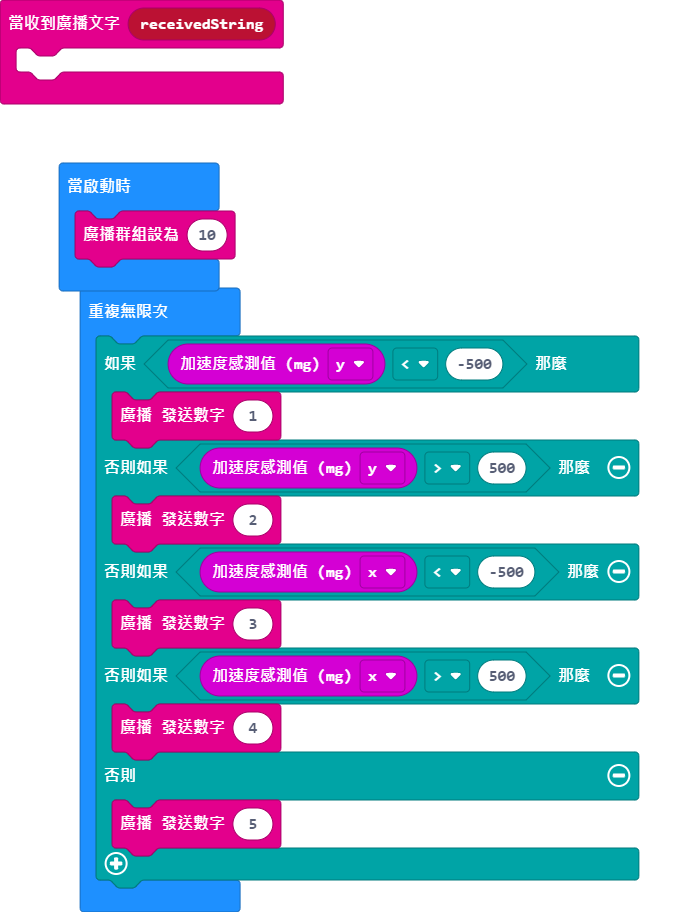 當收到廣播文字 receivedString
當啟動時
廣播群組設為 10
重複無限次
如果 加速度感測值 (mg) y < -500 那麼
廣播 發送數字 1
否則如果 加速度感測值 (mg) y > 500 那麼
廣播 發送數字 2
否則如果 加速度感測值 (mg) x < -500 那麼
廣播 發送數字 3
否則如果 加速度感測值 (mg) x > 500 那麼
廣播 發送數字 4
否則
廣播 發送數字 5